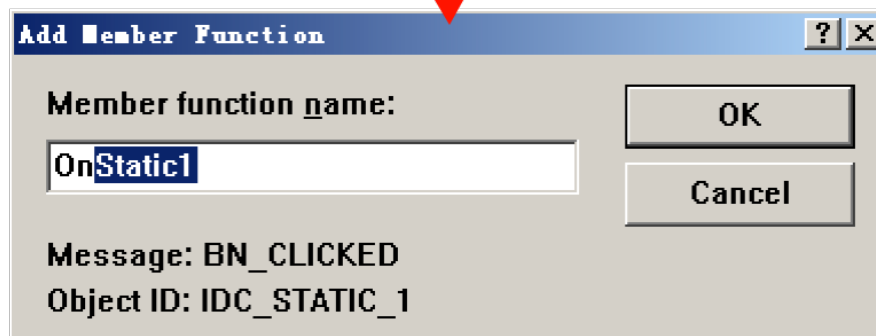 Add Member Function
Member function name:
OK
OnStatic1
Cancel
Message: BN_CLICKED
Object ID: IDC_STATIC_1